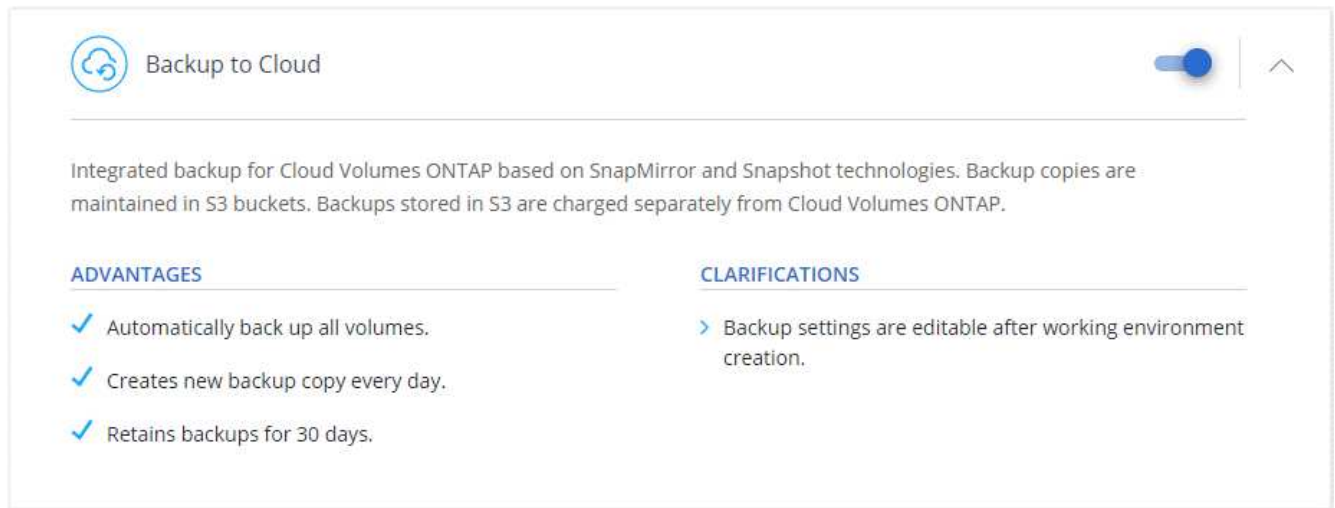 Backup to Cloud
Integrated backup for Cloud Volumes ONTAP based on SnapMirror and Snapshot technologies. Backup copies are
maintained in S3 buckets. Backups stored in S3 are charged separately from Cloud Volumes ONTAP.
ADVANTAGES
Automatically back up all volumes.
Creates new backup copy every day.
Retains backups for 30 days.
CLARIFICATIONS
Backup settings are editable after working environment
creation.